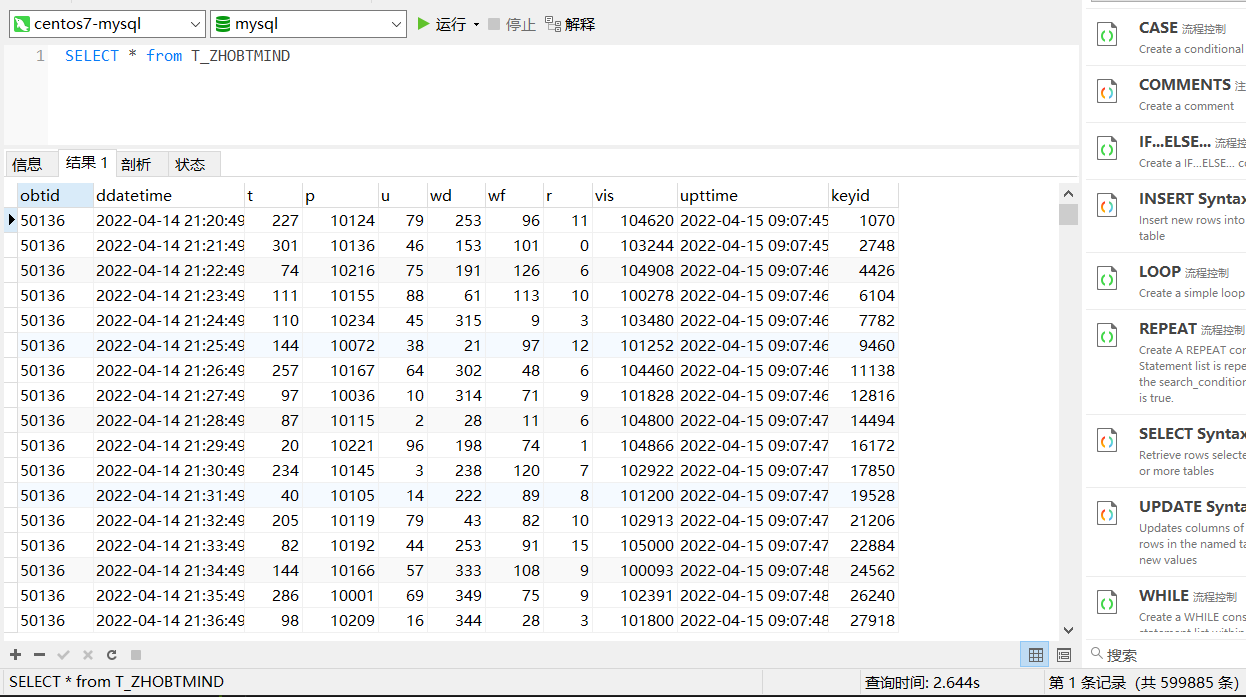 centos7-mysql mysql 运行 停止 解释
1 SELECT * from T_ZHOBTMIND
信息 结果 1 剖析 状态
obtid ddatetime t p u wd wf r vis upttime keyid
50136 2022-04-14 21:20:49 227 10124 79 253 96 11 104620 2022-04-15 09:07:45 1070
50136 2022-04-14 21:21:49 301 10136 46 153 101 0 103244 2022-04-15 09:07:45 2748
50136 2022-04-14 21:22:49 74 10216 75 191 126 6 104908 2022-04-15 09:07:46 4426
50136 2022-04-14 21:23:49 111 10155 88 61 113 10 100278 2022-04-15 09:07:46 6104
50136 2022-04-14 21:24:49 110 10234 45 315 9 3 103480 2022-04-15 09:07:46 7782
50136 2022-04-14 21:25:49 144 10072 38 21 97 12 101252 2022-04-15 09:07:46 9460
50136 2022-04-14 21:26:49 257 10167 64 302 48 6 104460 2022-04-15 09:07:46 11138
50136 2022-04-14 21:27:49 97 10036 10 314 71 9 101828 2022-04-15 09:07:46 12816
50136 2022-04-14 21:28:49 87 10115 2 28 11 6 104800 2022-04-15 09:07:47 14494
50136 2022-04-14 21:29:49 20 10221 96 198 74 1 104866 2022-04-15 09:07:47 16172
50136 2022-04-14 21:30:49 234 10145 3 238 120 7 102922 2022-04-15 09:07:47 17850
50136 2022-04-14 21:31:49 40 10105 14 222 89 8 101200 2022-04-15 09:07:47 19528
50136 2022-04-14 21:32:49 205 10119 79 43 82 10 102913 2022-04-15 09:07:47 21206
50136 2022-04-14 21:33:49 82 10192 44 253 91 15 105000 2022-04-15 09:07:47 22884
50136 2022-04-14 21:34:49 144 10166 57 333 108 9 100093 2022-04-15 09:07:48 24562
50136 2022-04-14 21:35:49 286 10001 69 349 75 9 102391 2022-04-15 09:07:48 26240
50136 2022-04-14 21:36:49 98 10209 16 344 28 3 101800 2022-04-15 09:07:48 27918
SELECT * from T_ZHOBTMIND 查询时间: 2.644s 第 1 条记录 (共 599885 条)
CASE 流程控制
Create a conditional
COMMENTS 注
Create a comment
IF...ELSE... 流程控
Create a IF...ELSE... c
INSERT Syntax
Insert new rows into
table
LOOP 流程控制
Create a simple loop
REPEAT 流程控制
Create A REPEAT con
Statement list is repe
the search_condition
is true.
SELECT Syntax
Retrieve rows selecte
or more tables
UPDATE Synta
Updates columns of
rows in the named ta
new values
WHILE 流程控制
Create a WHILE cons
搜索